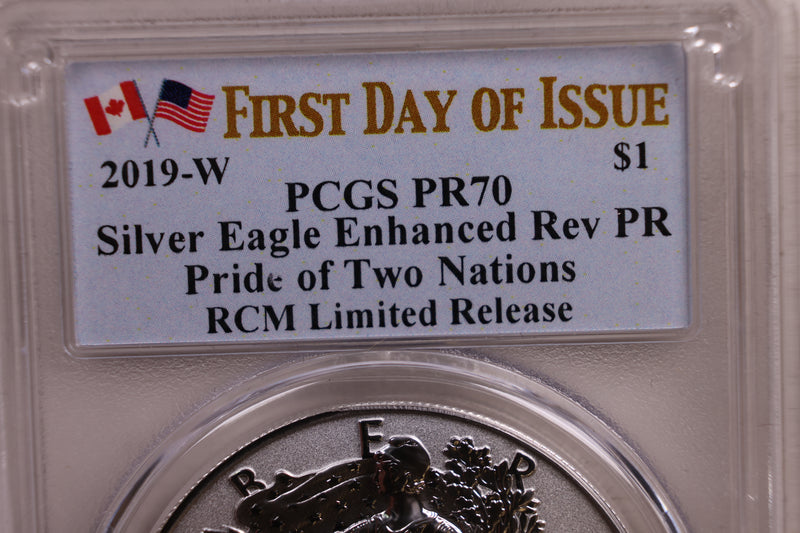 FIRST DAY OF ISSUE
2019-W $1
PCGS PR70
Silver Eagle Enhanced Rev PR
Pride of Two Nations
RCM Limited Release
B E R